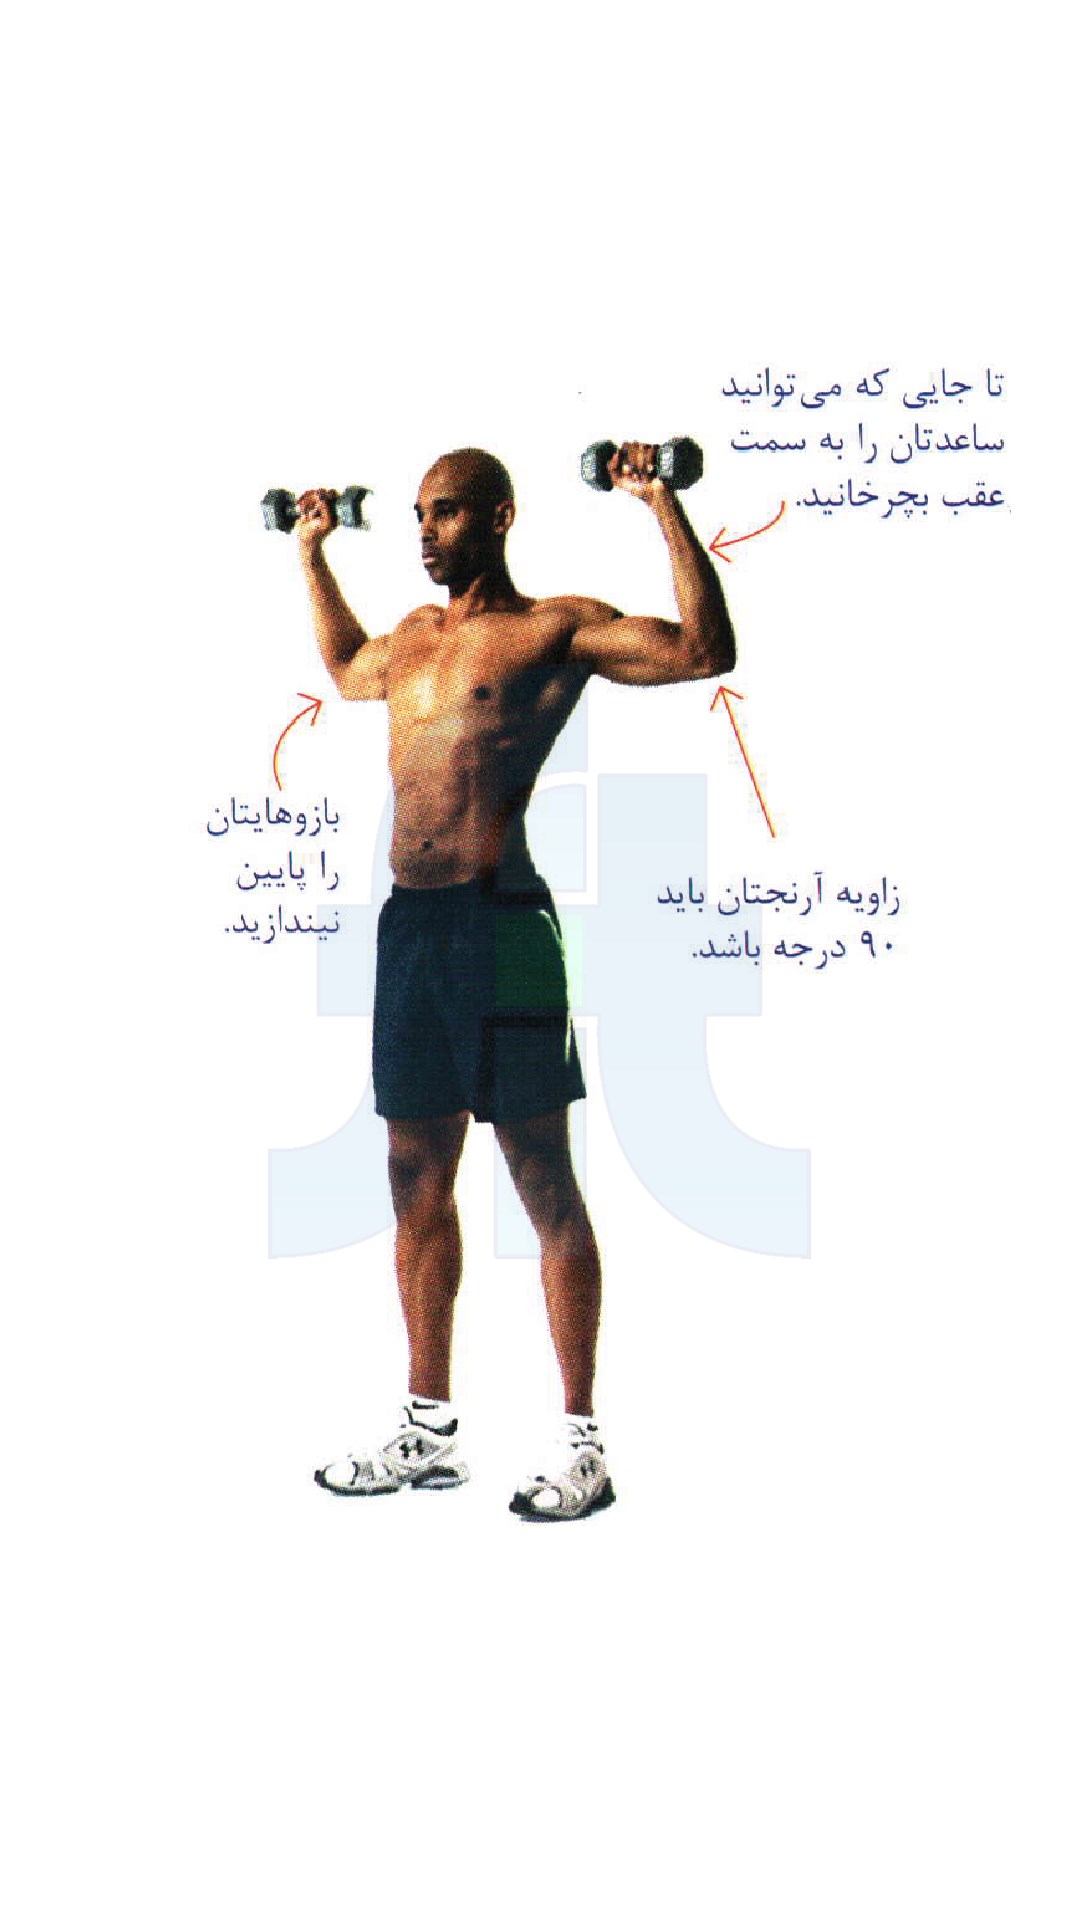 تا جایی که می‌توانید
ساعدتان را به سمت
عقب بچرخانید.
بازوهایتان
را پایین
نیندازید.
زاویه آرنجتان باید
۹۰ درجه باشد.
fit